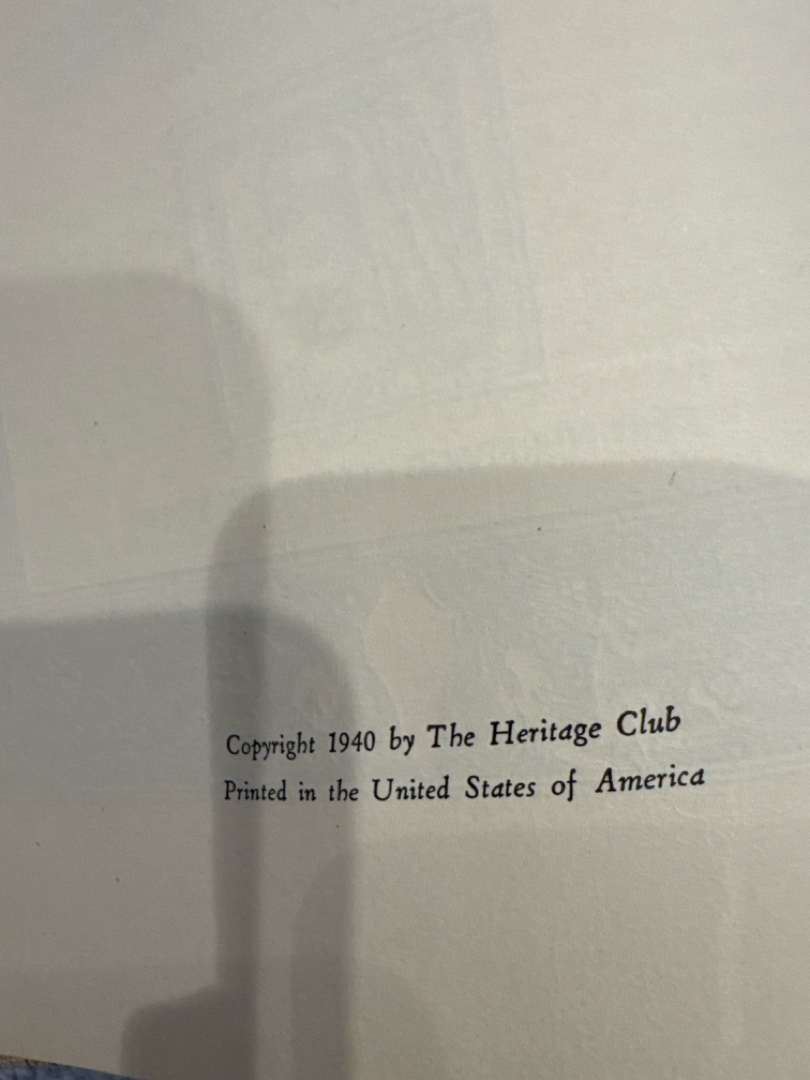 Copyright 1940 by The Heritage Club
Printed in the United States of America